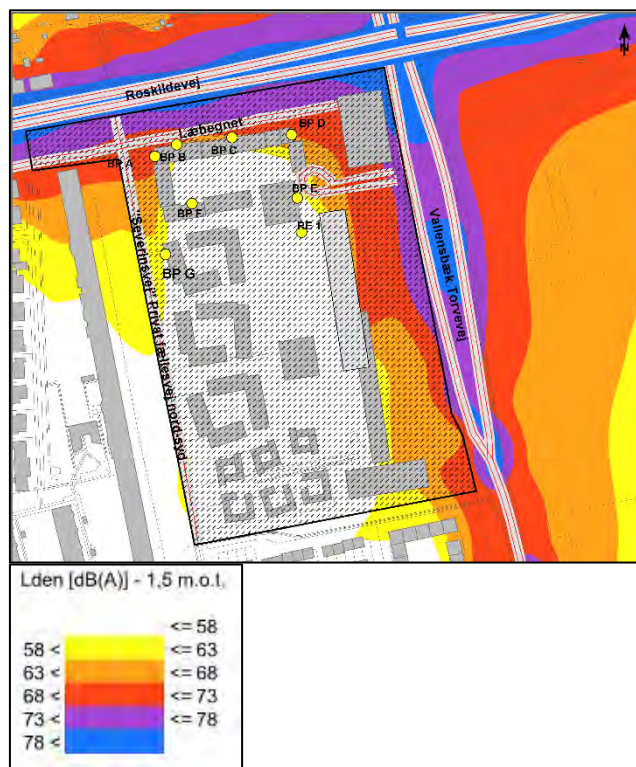 N
Roskildevej
Læhegnet
BP D
BP C
BP B
BP A
BP E
BP F
RE 1
BP G
"Severinsvej" Privat fællesvej nord-syd
Vallensbæk Torvevej
Lden [dB(A)] - 1,5 m.o.t.
<= 58
58 < <= 63
63 < <= 68
68 < <= 73
73 < <= 78
78 <